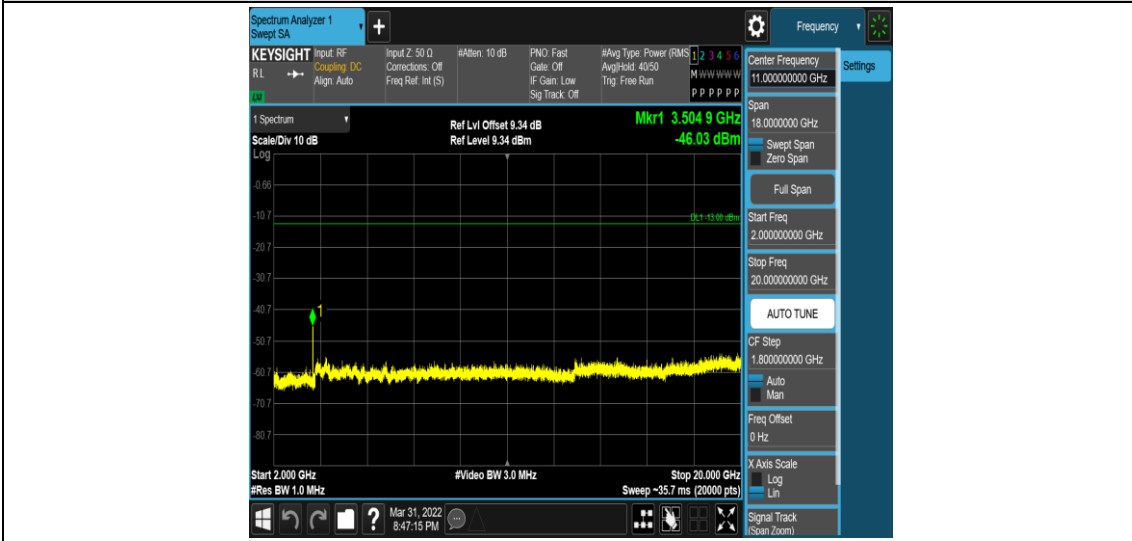 Spectrum Analyzer 1
Swept SA
+
Frequency
KEYSIGHT
RL
Input: RF
Coupling: DC
Align: Auto
Input Z: 50 Ω
Corrections: Off
Freq Ref: Int (S)
#Atten: 10 dB
PNO: Fast
Gate: Off
IF Gain: Low
Sig Track: Off
#Avg Type: Power (RMS
Avg|Hold: 40/50
Trig: Free Run
1 2 3 4 5 6
M W W W W W
P P P P P P
1 Spectrum
Scale/Div 10 dB
Log
Ref Lvl Offset 9.34 dB
Ref Level 9.34 dBm
Mkr1 3.504 9 GHz
-46.03 dBm
-0.66
-10.7
DL1 -13.00 dBm
-20.7
-30.7
-40.7
1
-50.7
-60.7
-70.7
-80.7
Start 2.000 GHz
#Res BW 1.0 MHz
#Video BW 3.0 MHz
Stop 20.000 GHz
Sweep ~35.7 ms (20000 pts)
?
Mar 31, 2022
8:47:15 PM
Center Frequency
11.000000000 GHz
Settings
Span
18.0000000 GHz
Swept Span
Zero Span
Full Span
Start Freq
2.000000000 GHz
Stop Freq
20.000000000 GHz
AUTO TUNE
CF Step
1.800000000 GHz
Auto
Man
Freq Offset
0 Hz
X Axis Scale
Log
Lin
Signal Track
(Span Zoom)